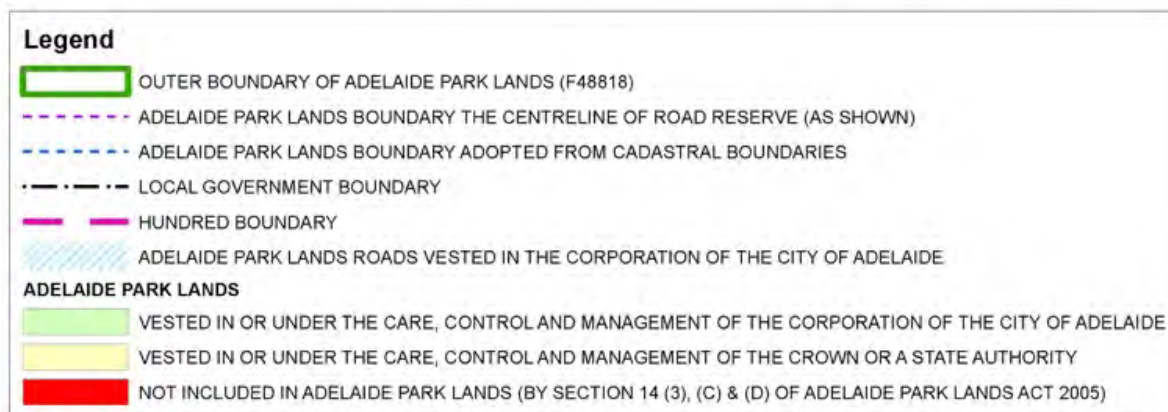 Legend
OUTER BOUNDARY OF ADELAIDE PARK LANDS (F48818)
ADELAIDE PARK LANDS BOUNDARY THE CENTRELINE OF ROAD RESERVE (AS SHOWN)
ADELAIDE PARK LANDS BOUNDARY ADOPTED FROM CADASTRAL BOUNDARIES
LOCAL GOVERNMENT BOUNDARY
HUNDRED BOUNDARY
ADELAIDE PARK LANDS ROADS VESTED IN THE CORPORATION OF THE CITY OF ADELAIDE
ADELAIDE PARK LANDS
VESTED IN OR UNDER THE CARE, CONTROL AND MANAGEMENT OF THE CORPORATION OF THE CITY OF ADELAIDE
VESTED IN OR UNDER THE CARE, CONTROL AND MANAGEMENT OF THE CROWN OR A STATE AUTHORITY
NOT INCLUDED IN ADELAIDE PARK LANDS (BY SECTION 14 (3), (C) & (D) OF ADELAIDE PARK LANDS ACT 2005)